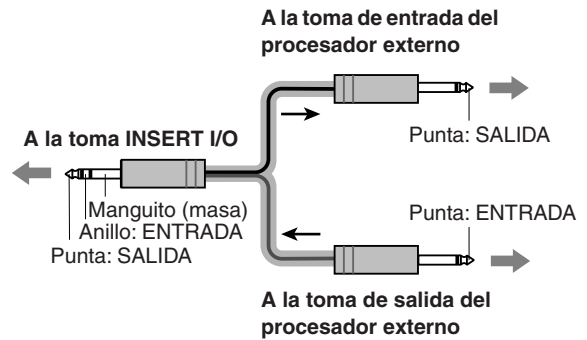 A la toma de entrada del
procesador externo
Punta: SALIDA
A la toma INSERT I/O
Manguito (masa)
Anillo: ENTRADA
Punta: SALIDA
Punta: ENTRADA
A la toma de salida del
procesador externo